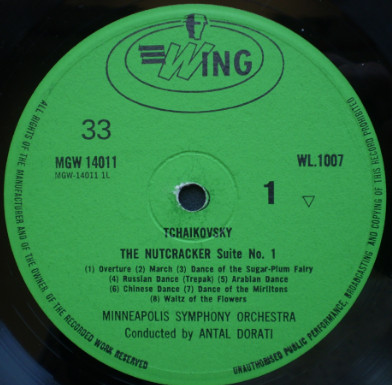 WING
33
MGW 14011
MGW-14011 1L
WL.1007
1
TCHAIKOVSKY
THE NUTCRACKER Suite No. 1
(1) Overture (2) March (3) Dance of the Sugar-Plum Fairy
(4) Russian Dance (Trepak) (5) Arabian Dance
(6) Chinese Dance (7) Dance of the Mirlitons
(8) Waltz of the Flowers
MINNEAPOLIS SYMPHONY ORCHESTRA
Conducted by ANTAL DORATI
ALL RIGHTS OF THE MANUFACTURER AND OF THE OWNER OF THE RECORDED WORK RESERVED
UNAUTHORISED PUBLIC PERFORMANCE, BROADCASTING AND COPYING OF THIS RECORD PROHIBITED